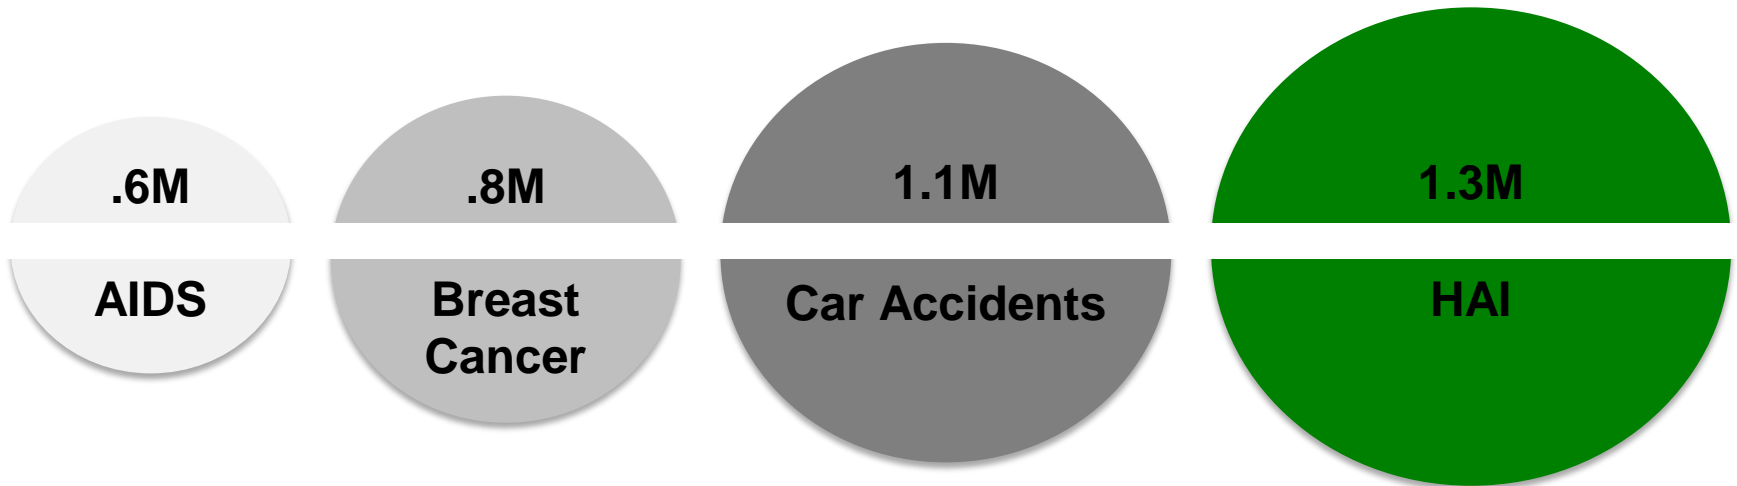 .6M
AIDS
.8M
Breast
Cancer
1.1M
Car Accidents
1.3M
HAI